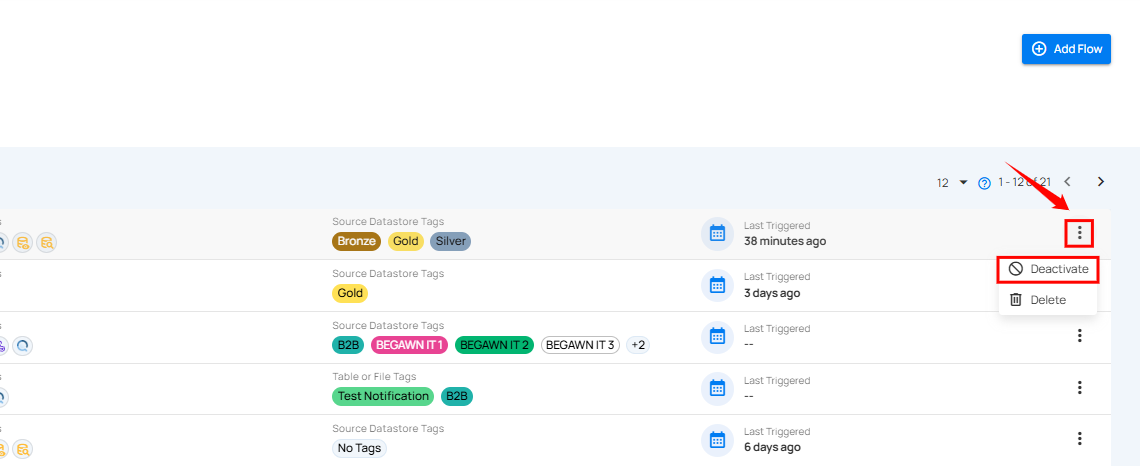 Add Flow
12 1 - 12 of 21
s Source Datastore Tags Last Triggered
Bronze Gold Silver 38 minutes ago
Deactivate
s Source Datastore Tags Last Triggered
Gold 3 days ago
Delete
s Source Datastore Tags Last Triggered
B2B BEGAWN IT 1 BEGAWN IT 2 BEGAWN IT 3 +2 --
s Table or File Tags Last Triggered
Test Notification B2B --
s Source Datastore Tags Last Triggered
No Tags 6 days ago